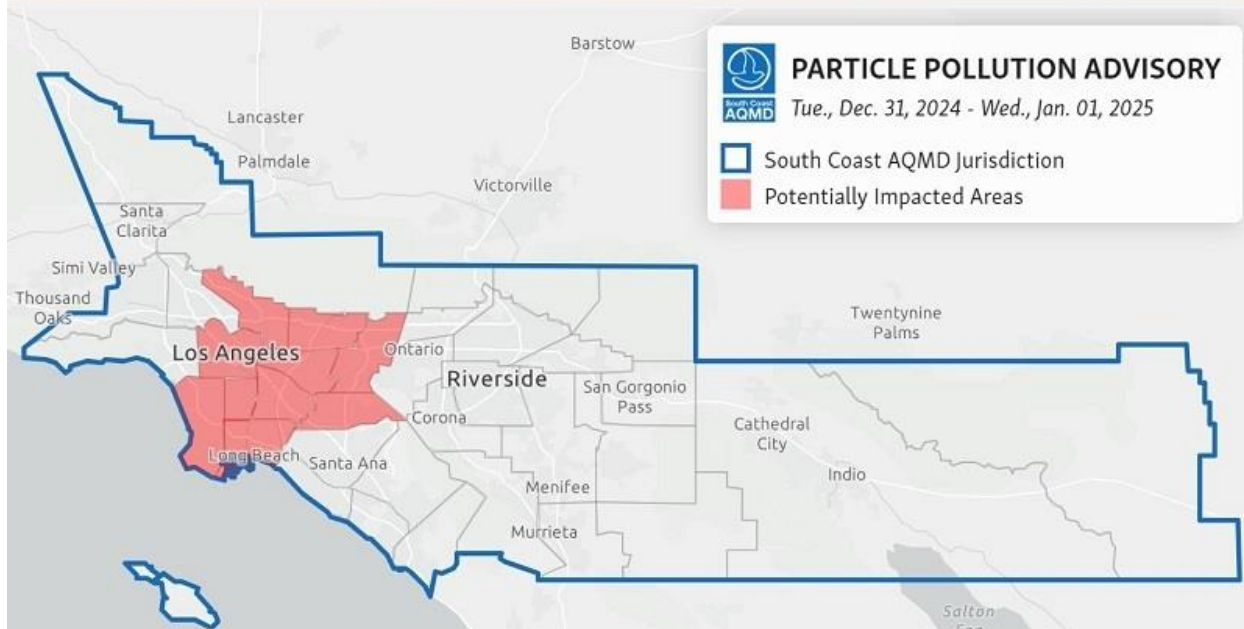 Barstow
PARTICLE POLLUTION ADVISORY
South Coast
AQMD
Tue., Dec. 31, 2024 - Wed., Jan. 01, 2025
South Coast AQMD Jurisdiction
Potentially Impacted Areas
Lancaster
Palmdale
Victorville
Santa
Clarita
Simi Valley
Thousand
Oaks
Twentynine
Palms
Los Angeles
Ontario
Riverside
San Gorgonio
Pass
Corona
Cathedral
City
Long Beach
Santa Ana
Indio
Menifee
Murrieta
Salton